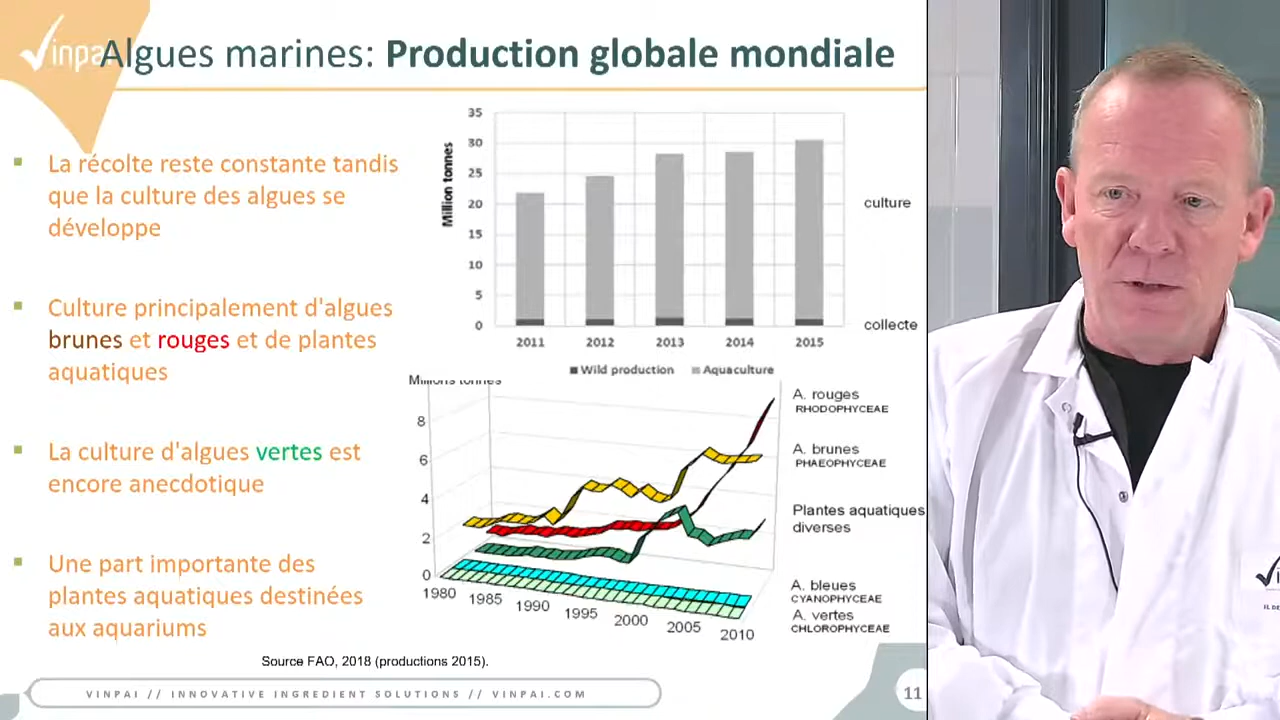 Vinpai
Algues marines: Production globale mondiale
La récolte reste constante tandis
que la culture des algues se
développe
Culture principalement d'algues
brunes et rouges et de plantes
aquatiques
La culture d'algues vertes est
encore anecdotique
Une part importante des
plantes aquatiques destinées
aux aquariums
Million tonnes
35
30
25
20
15
10
5
0
2011 2012 2013 2014 2015
culture
collecte
Wild production Aquaculture
Millions tonnes
8
6
4
2
0
1980 1985 1990 1995 2000 2005 2010
A. rouges
RHODOPHYCEAE
A. brunes
PHAEOPHYCEAE
Plantes aquatiques
diverses
A. bleues
CYANOPHYCEAE
A. vertes
CHLOROPHYCEAE
Source FAO, 2018 (productions 2015).
VINPAI // INNOVATIVE INGREDIENT SOLUTIONS // VINPAI.COM
11